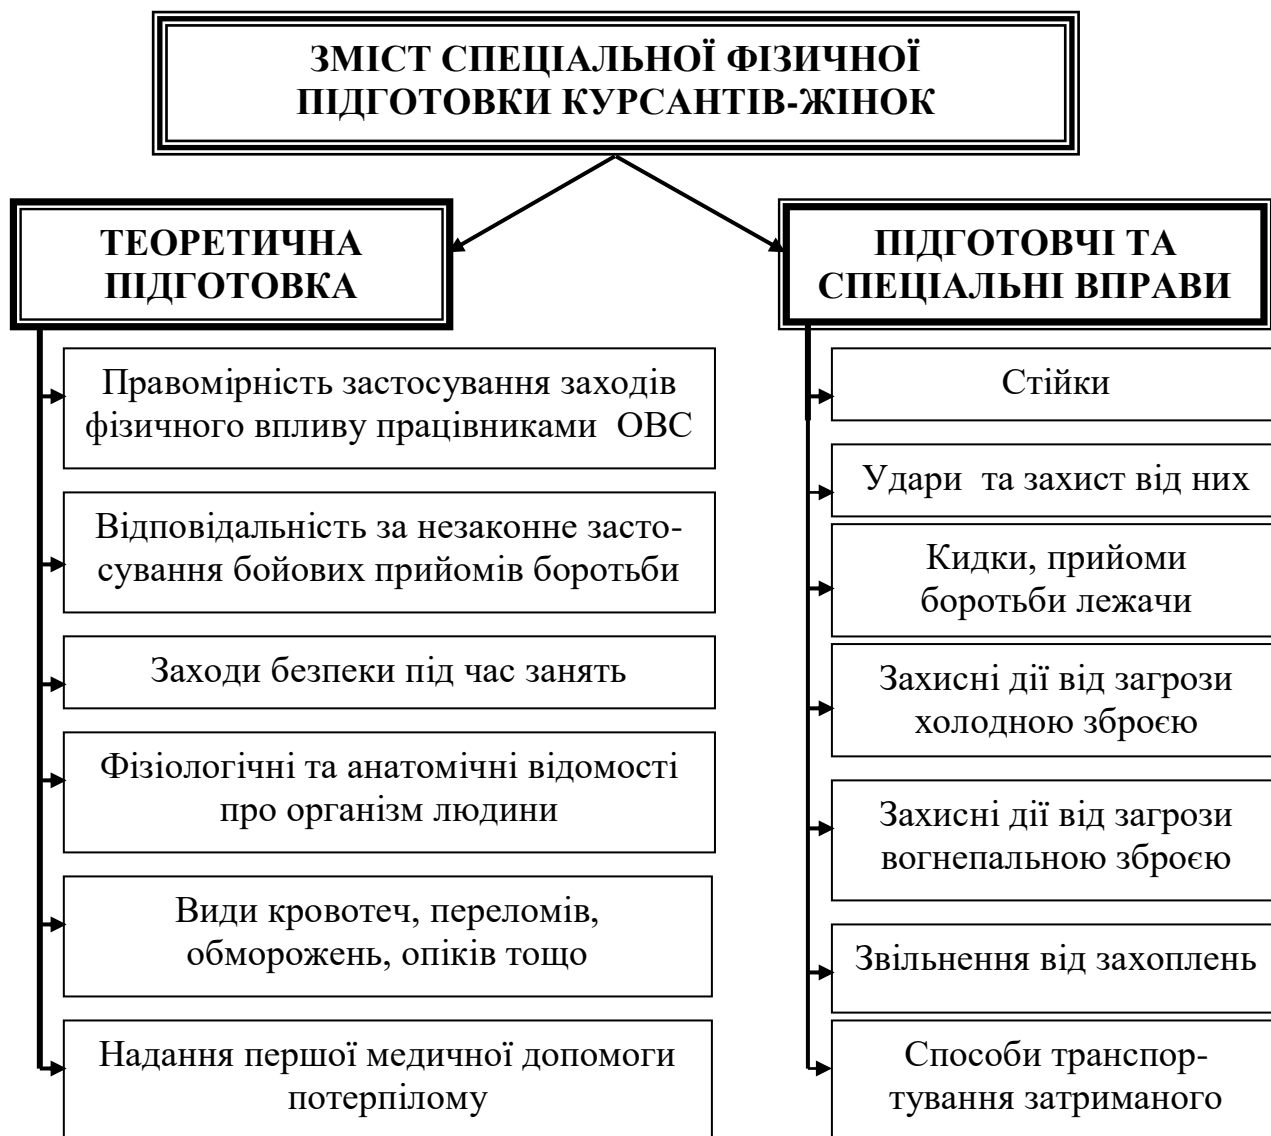 ЗМІСТ СПЕЦІАЛЬНОЇ ФІЗИЧНОЇ
ПІДГОТОВКИ КУРСАНТІВ-ЖІНОК
ТЕОРЕТИЧНА
ПІДГОТОВКА
Правомірність застосування заходів
фізичного впливу працівниками ОВС
Відповідальність за незаконне засто-
сування бойових прийомів боротьби
Заходи безпеки під час занять
Фізіологічні та анатомічні відомості
про організм людини
Види кровотеч, переломів,
обморожень, опіків тощо
Надання першої медичної допомоги
потерпілому
ПІДГОТОВЧІ ТА
СПЕЦІАЛЬНІ ВПРАВИ
Стійки
Удари та захист від них
Кидки, прийоми
боротьби лежачи
Захисні дії від загрози
холодною зброєю
Захисні дії від загрози
вогнепальною зброєю
Звільнення від захоплень
Способи транспор-
тування затриманого